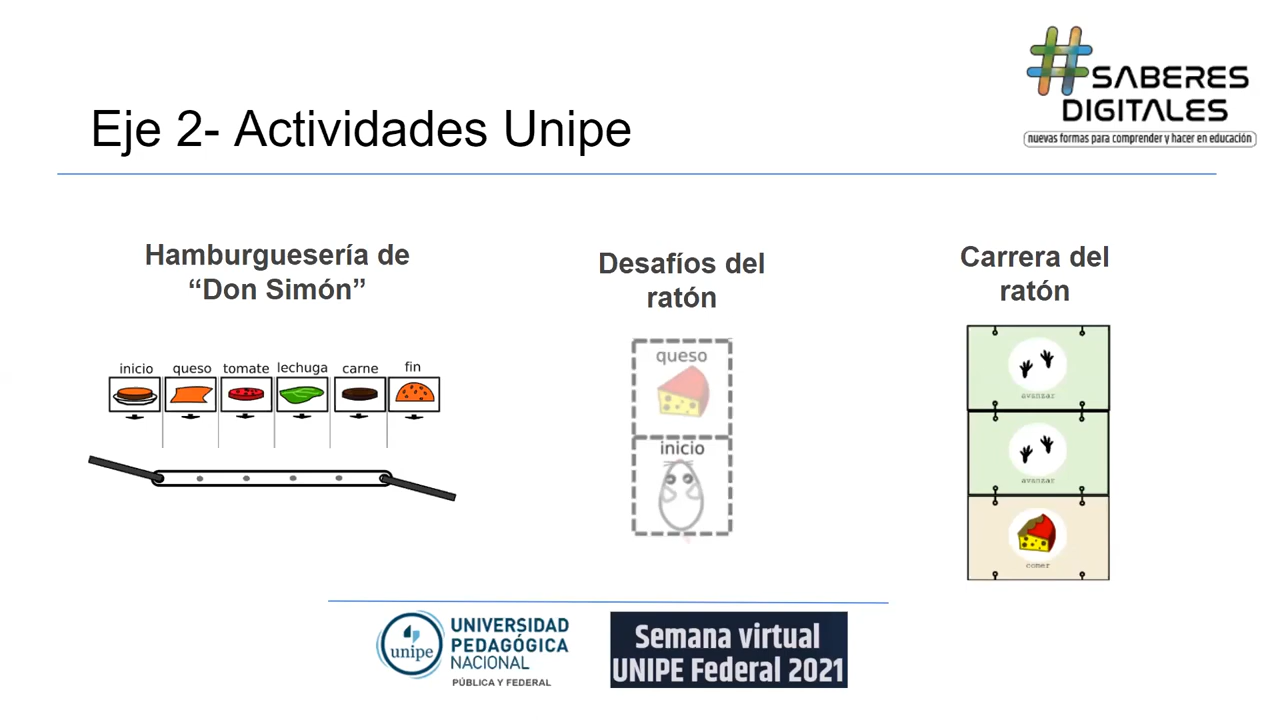 #SABERES
DIGITALES
nuevas formas para comprender y hacer en educación
Eje 2- Actividades Unipe
Hamburguesería de
“Don Simón”
inicio queso tomate lechuga carne fin
Desafíos del
ratón
queso
inicio
Carrera del
ratón
avanzar
avanzar
comer
unipe
UNIVERSIDAD
PEDAGÓGICA
NACIONAL
PÚBLICA Y FEDERAL
Semana virtual
UNIPE Federal 2021